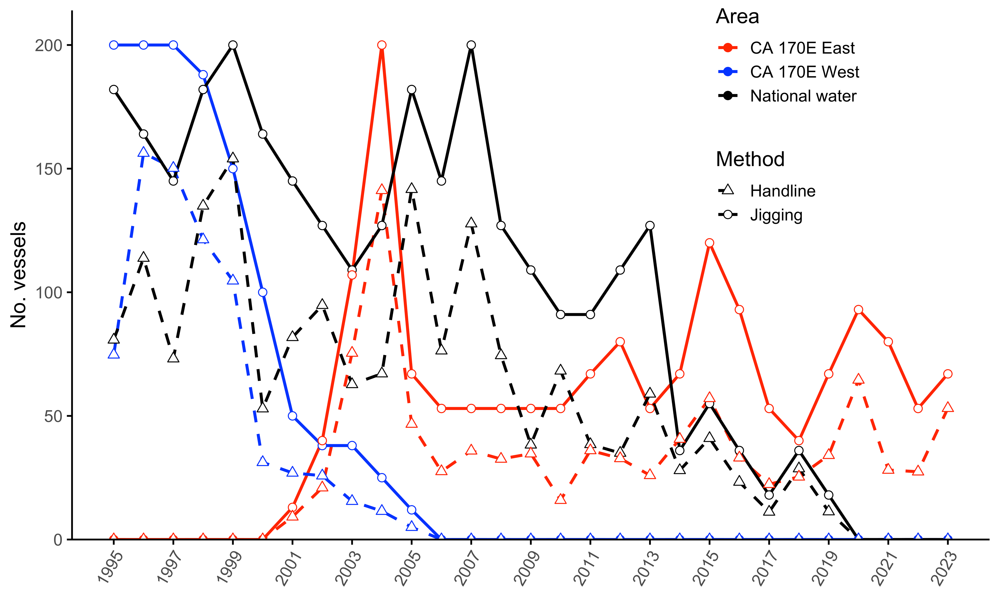 Area
CA 170E East
CA 170E West
National water
Method
Handline
Jigging
No. vessels
200
150
100
50
0
1995
1997
1999
2001
2003
2005
2007
2009
2011
2013
2015
2017
2019
2021
2023